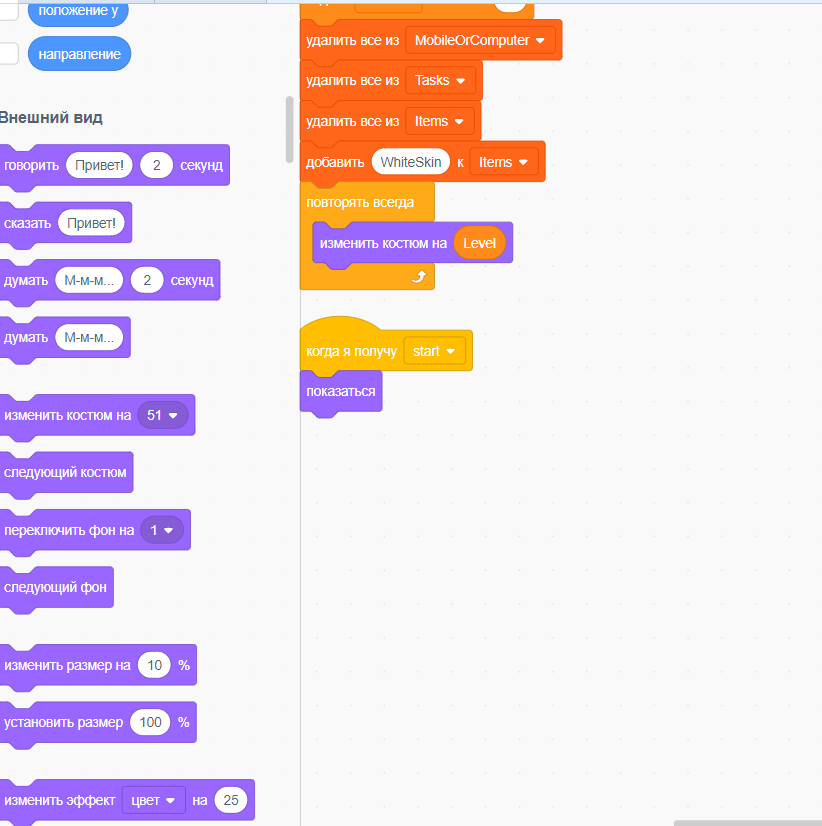 положение y
направление
Внешний вид
говорить Привет! 2 секунд
сказать Привет!
думать М-м-м... 2 секунд
думать М-м-м...
изменить костюм на 51
следующий костюм
переключить фон на 1
следующий фон
изменить размер на 10 %
установить размер 100 %
изменить эффект цвет на 25
удалить все из MobileOrComputer
удалить все из Tasks
удалить все из Items
добавить WhiteSkin к Items
повторять всегда
изменить костюм на Level
когда я получу start
показаться